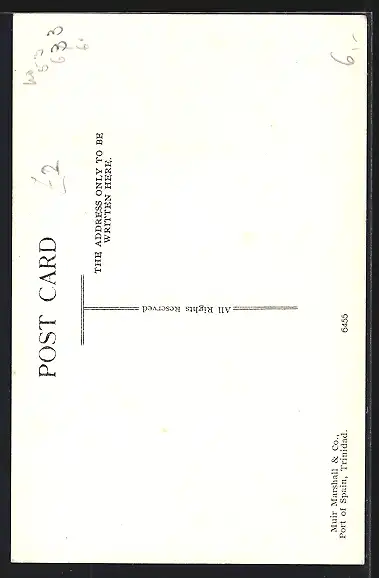 POST CARD
THE ADDRESS ONLY TO BE
WRITTEN HERE.
All Rights Reserved
Muir Marshall & Co.,
Port of Spain, Trinidad.
6455
633
6.-